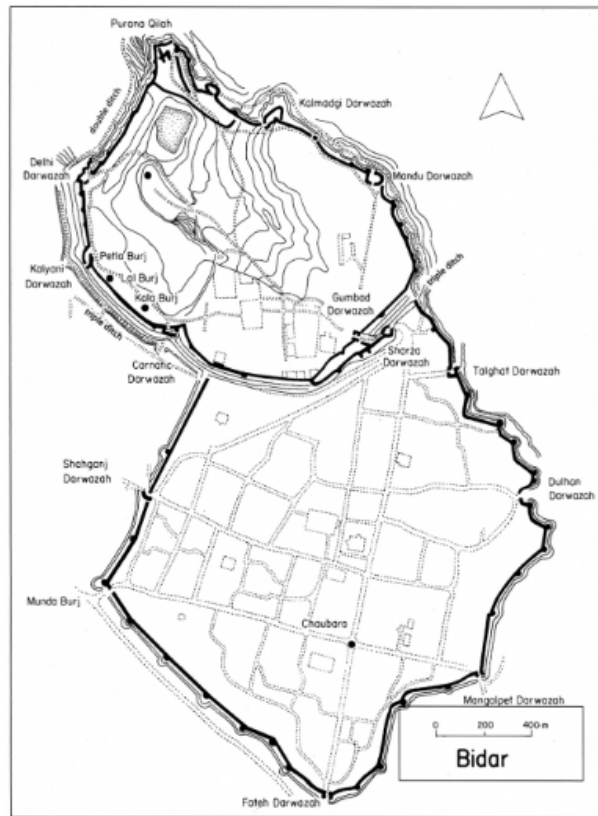 Purana Qilah
double ditch
Kalmadgi Darwazah
Delhi
Darwazah
Mandu Darwazah
Petla Burj
Kalyani
Darwazah
Lal Burj
Kala Burj
triple ditch
Gumbad
Darwazah
triple ditch
Carnatic
Darwazah
Sharza
Darwazah
Talghat Darwazah
Shahganj
Darwazah
Dulhan
Darwazah
Munda Burj
Chaubara
Mangalpet Darwazah
0 200 400 m
Bidar
Fateh Darwazah